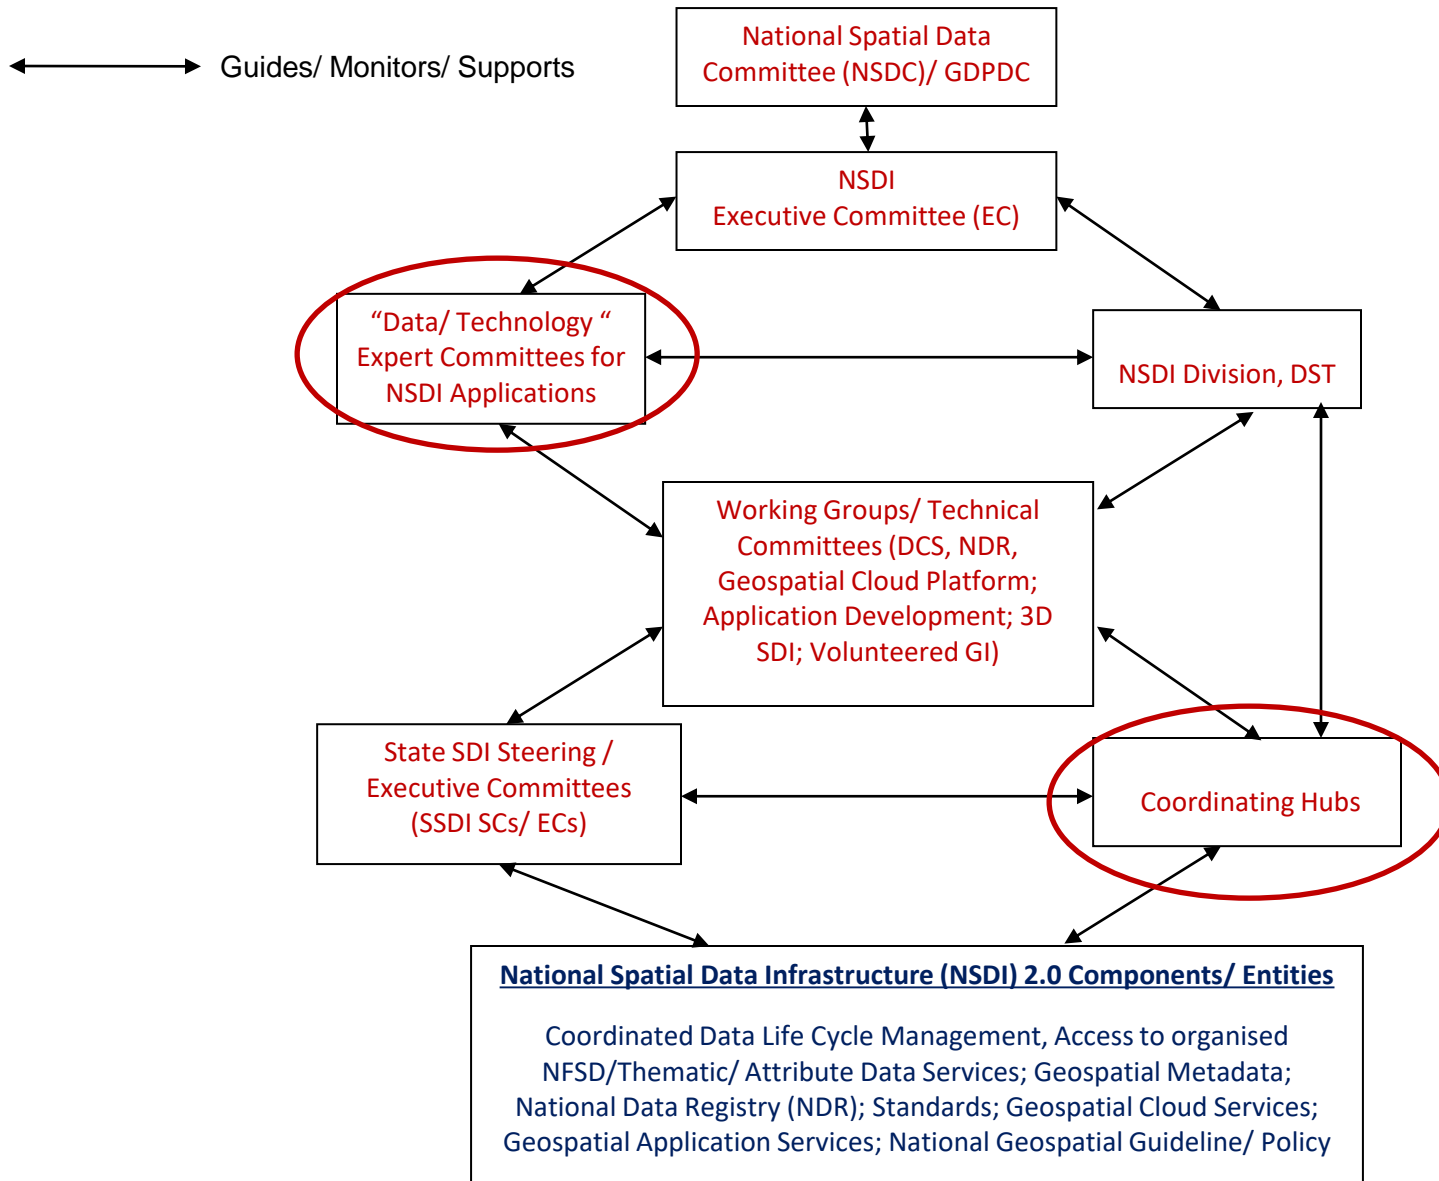 Guides/ Monitors/ Supports
National Spatial Data
Committee (NSDC)/ GDPDC
NSDI
Executive Committee (EC)
“Data/ Technology “
Expert Committees for
NSDI Applications
NSDI Division, DST
Working Groups/ Technical
Committees (DCS, NDR,
Geospatial Cloud Platform;
Application Development; 3D
SDI; Volunteered GI)
State SDI Steering /
Executive Committees
(SSDI SCs/ ECs)
Coordinating Hubs
National Spatial Data Infrastructure (NSDI) 2.0 Components/ Entities
Coordinated Data Life Cycle Management, Access to organised
NFSD/Thematic/ Attribute Data Services; Geospatial Metadata;
National Data Registry (NDR); Standards; Geospatial Cloud Services;
Geospatial Application Services; National Geospatial Guideline/ Policy